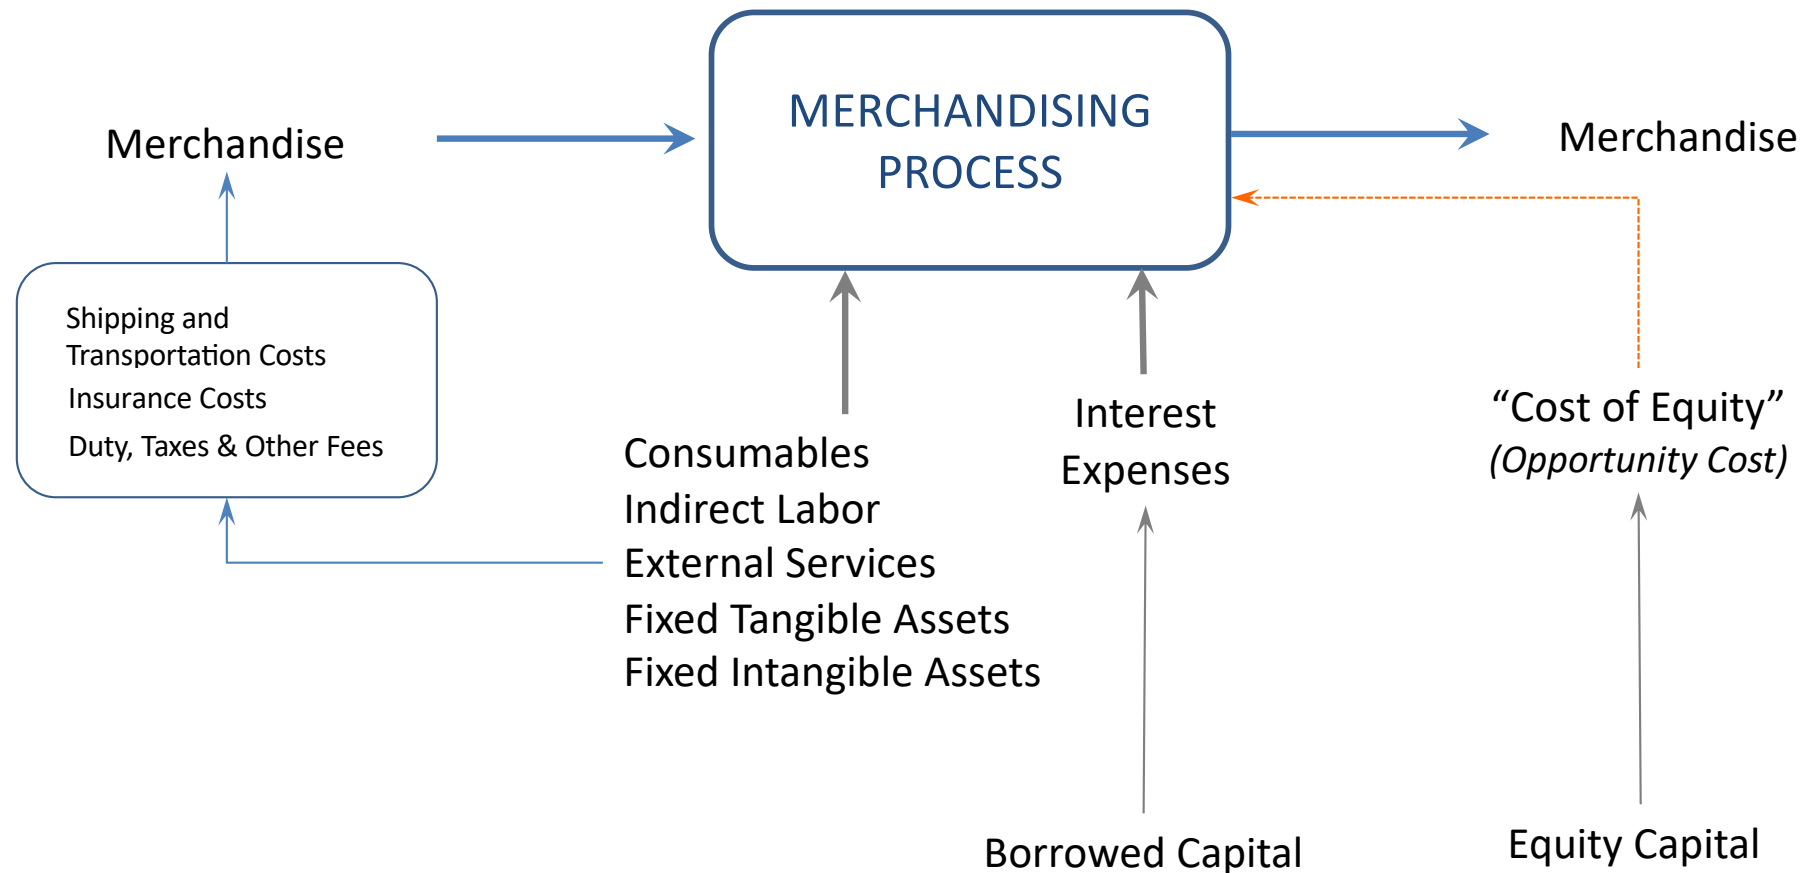 MERCHANDISING
PROCESS
Merchandise
Merchandise
Shipping and
Transportation Costs
Insurance Costs
Duty, Taxes & Other Fees
Consumables
Indirect Labor
External Services
Fixed Tangible Assets
Fixed Intangible Assets
Interest
Expenses
“Cost of Equity”
(Opportunity Cost)
Borrowed Capital
Equity Capital